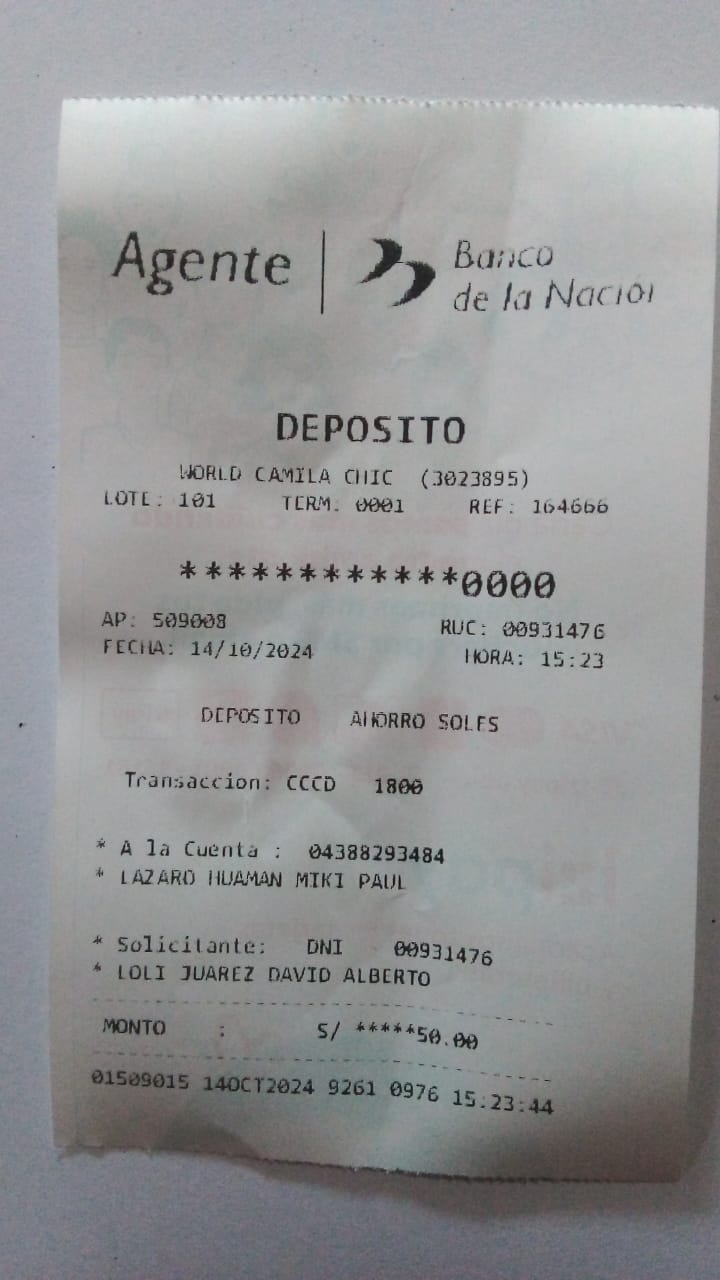 Agente | Banco
de la Nación
DEPOSITO
WORLD CAMILA CHIC (3023895)
LOTE: 101 TERM: 0001 REF: 164666
************0000
AP: 509008 RUC: 00931476
FECHA: 14/10/2024 HORA: 15:23
DEPOSITO AHORRO SOLES
Transaccion: CCCD 1800
* A la Cuenta : 04388293484
* LAZARO HUAMAN MIKI PAUL
* Solicitante: DNI 00931476
* LOLI JUAREZ DAVID ALBERTO
MONTO : S/ *****50.00
01509015 14OCT2024 9261 0976 15:23:44